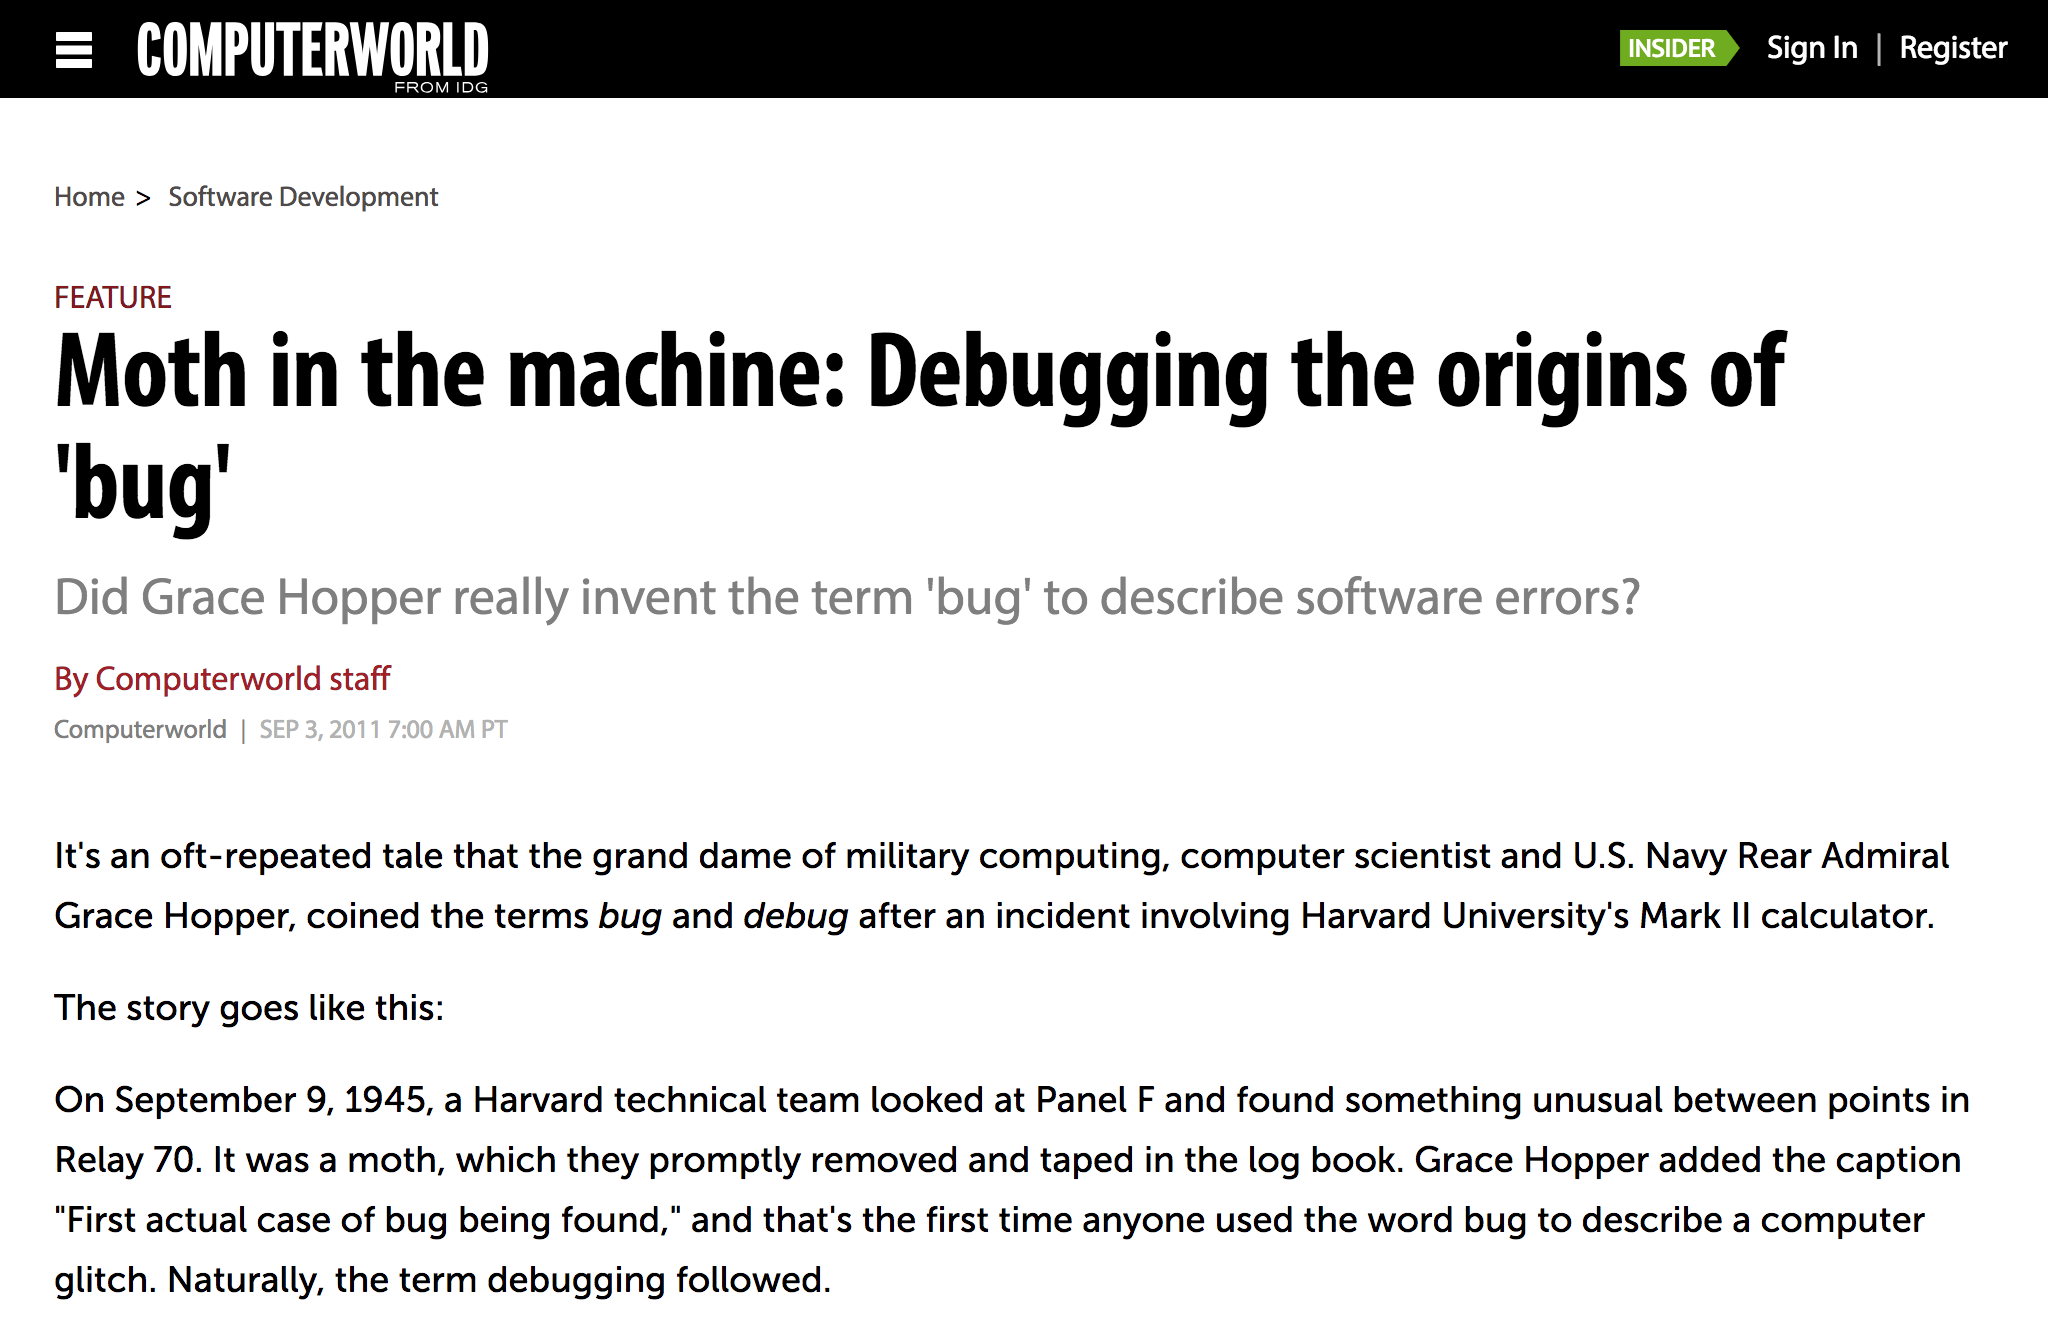 COMPUTERWORLD
FROM IDG
INSIDER Sign In | Register
Home > Software Development
FEATURE
Moth in the machine: Debugging the origins of
'bug'
Did Grace Hopper really invent the term 'bug' to describe software errors?
By Computerworld staff
Computerworld | SEP 3, 2011 7:00 AM PT
It's an oft-repeated tale that the grand dame of military computing, computer scientist and U.S. Navy Rear Admiral
Grace Hopper, coined the terms bug and debug after an incident involving Harvard University's Mark II calculator.
The story goes like this:
On September 9, 1945, a Harvard technical team looked at Panel F and found something unusual between points in
Relay 70. It was a moth, which they promptly removed and taped in the log book. Grace Hopper added the caption
"First actual case of bug being found," and that's the first time anyone used the word bug to describe a computer
glitch. Naturally, the term debugging followed.